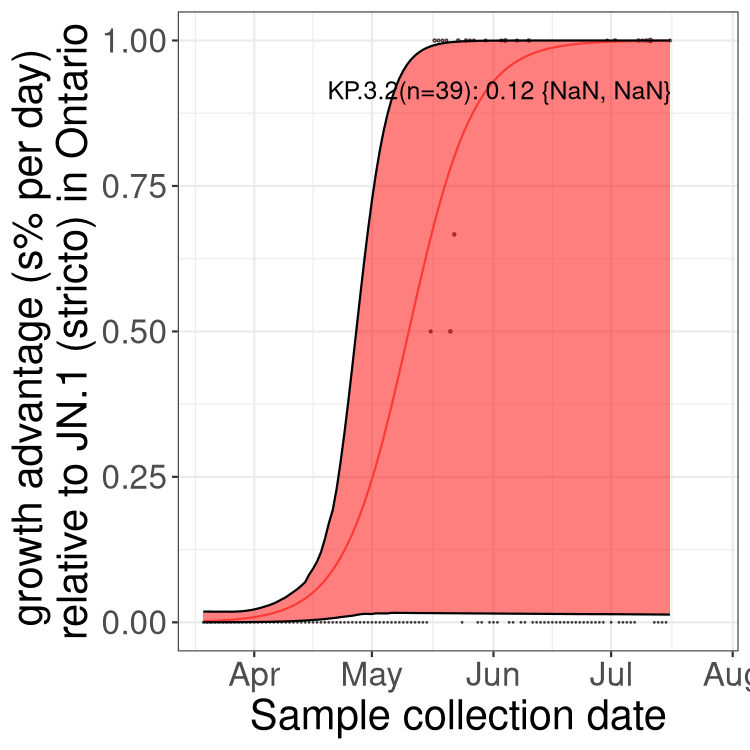 growth advantage (s% per day)
relative to JN.1 (stricto) in Ontario
1.00
0.75
0.50
0.25
0.00
KP.3.2(n=39): 0.12 {NaN, NaN}
Apr May Jun Jul Aug
Sample collection date